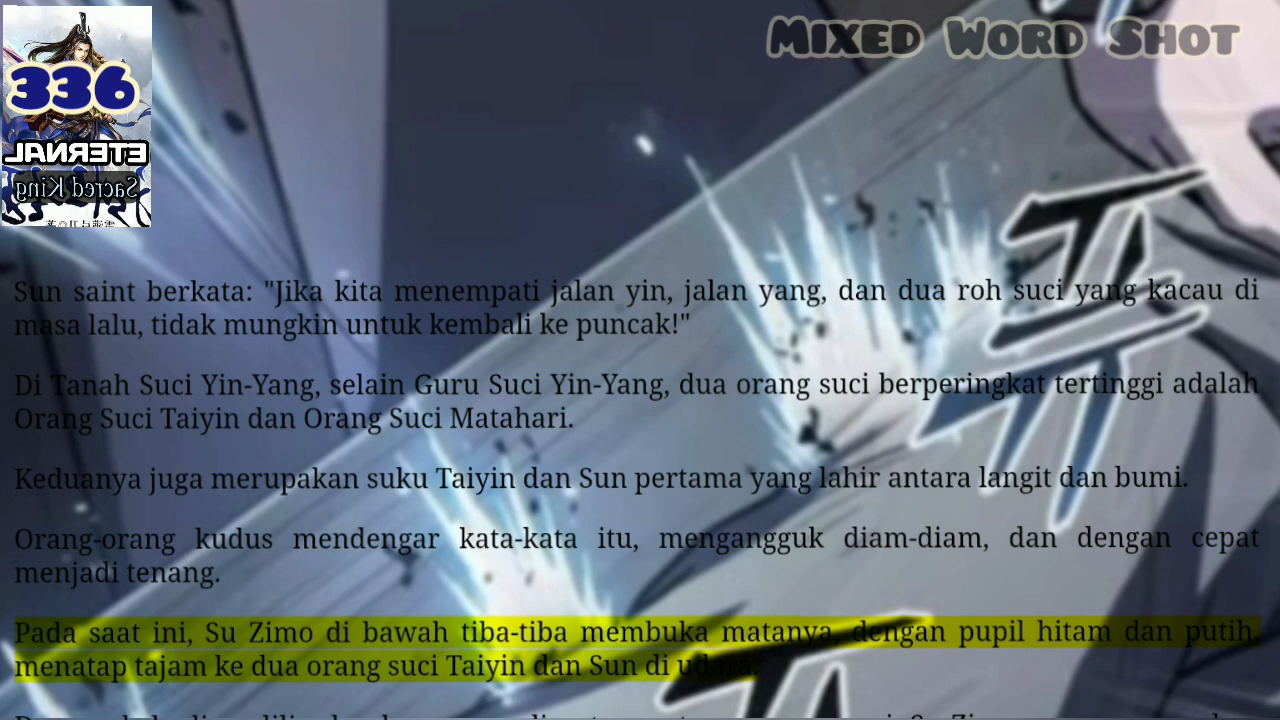 Mixed Word Shot
336
ETERNAL
Sacred King
Sun saint berkata: "Jika kita menempati jalan yin, jalan yang, dan dua roh suci yang kacau di
masa lalu, tidak mungkin untuk kembali ke puncak!"
Di Tanah Suci Yin-Yang, selain Guru Suci Yin-Yang, dua orang suci berperingkat tertinggi adalah
Orang Suci Taiyin dan Orang Suci Matahari.
Keduanya juga merupakan suku Taiyin dan Sun pertama yang lahir antara langit dan bumi.
Orang-orang kudus mendengar kata-kata itu, mengangguk diam-diam, dan dengan cepat
menjadi tenang.
Pada saat ini, Su Zimo di bawah tiba-tiba membuka matanya, dengan pupil hitam dan putih,
menatap tajam ke dua orang suci Taiyin dan Sun di udara.